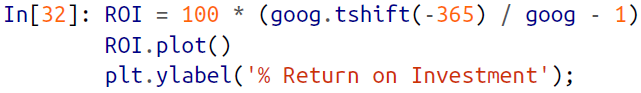 In[32]: ROI = 100 * (goog.tshift(-365) / goog - 1)
ROI.plot()
plt.ylabel('% Return on Investment');